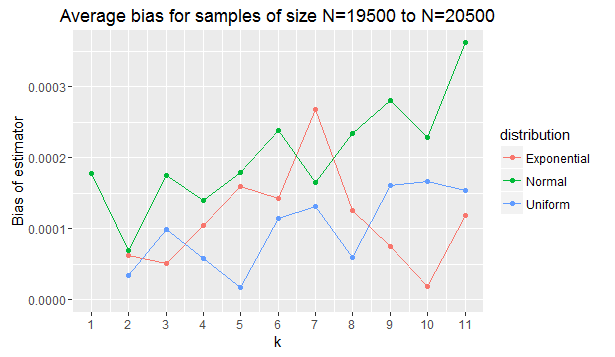 Average bias for samples of size N=19500 to N=20500
Bias of estimator
0.0003
0.0002
0.0001
0.0000
1 2 3 4 5 6 7 8 9 10 11
k
distribution
Exponential
Normal
Uniform